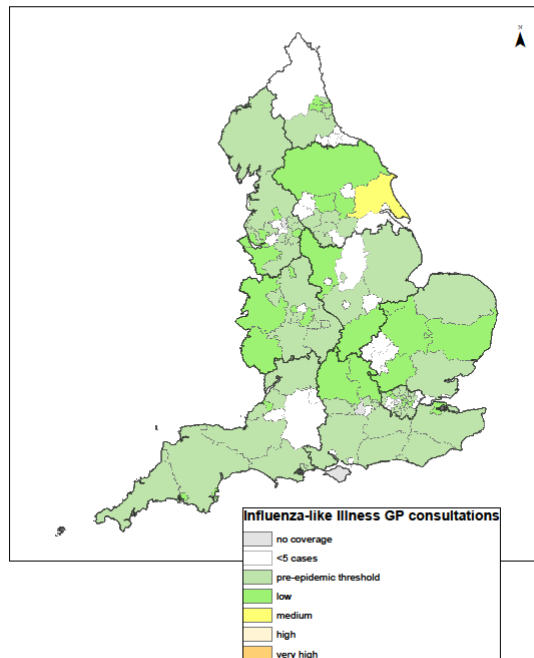 N
Influenza-like Illness GP consultations
no coverage
<5 cases
pre-epidemic threshold
low
medium
high
very high